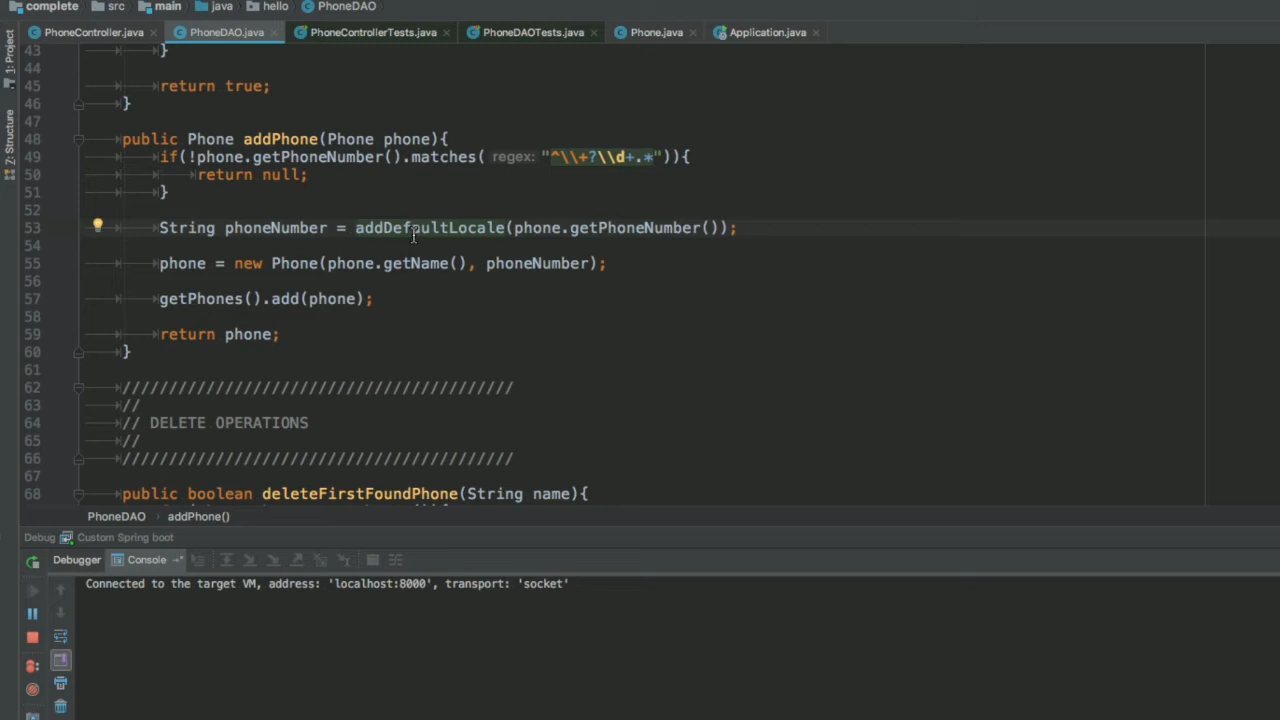 complete src main java hello PhoneDAO
PhoneController.java PhoneDAO.java PhoneControllerTests.java PhoneDAOTests.java Phone.java Application.java
1: Project
Z: Structure
43 }
44
45 return true;
46 }
47
48 public Phone addPhone(Phone phone){
49 if(!phone.getPhoneNumber().matches( regex: "^\\+?\\d+.*")){
50 return null;
51 }
52
53 String phoneNumber = addDefaultLocale(phone.getPhoneNumber());
54
55 phone = new Phone(phone.getName(), phoneNumber);
56
57 getPhones().add(phone);
58
59 return phone;
60 }
61
62 //////////////////////////////////////////
63 //
64 // DELETE OPERATIONS
65 //
66 //////////////////////////////////////////
67
68 public boolean deleteFirstFoundPhone(String name){
PhoneDAO addPhone()
Debug Custom Spring boot
Debugger Console
Connected to the target VM, address: 'localhost:8000', transport: 'socket'